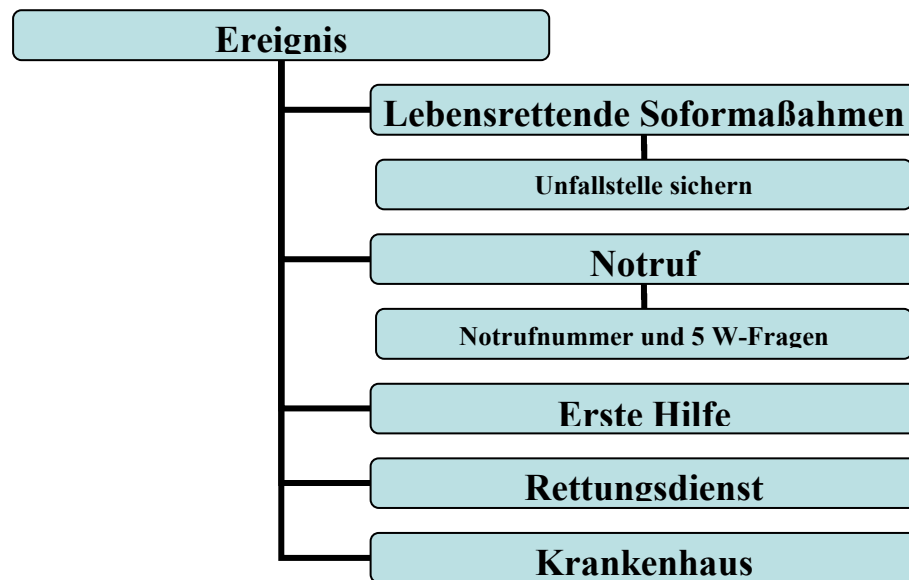 Ereignis
Lebensrettende Soformaßahmen
Unfallstelle sichern
Notruf
Notrufnummer und 5 W-Fragen
Erste Hilfe
Rettungsdienst
Krankenhaus